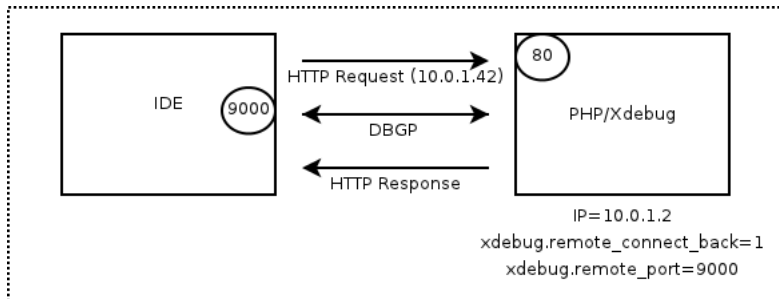 80
HTTP Request (10.0.1.42)
IDE
9000
PHP/Xdebug
DBGP
HTTP Response
IP=10.0.1.2
xdebug.remote_connect_back=1
xdebug.remote_port=9000